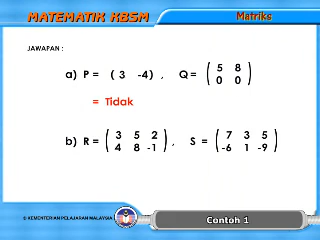 MATEMATIK KBSM
Matriks
JAWAPAN :
a) P = ( 3 -4) , Q = ( 5 8 )
0 0
= Tidak
b) R = ( 3 5 2 ) , S = ( 7 3 5 )
4 8 -1 -6 1 -9
© KEMENTERIAN PELAJARAN MALAYSIA
Contoh 1